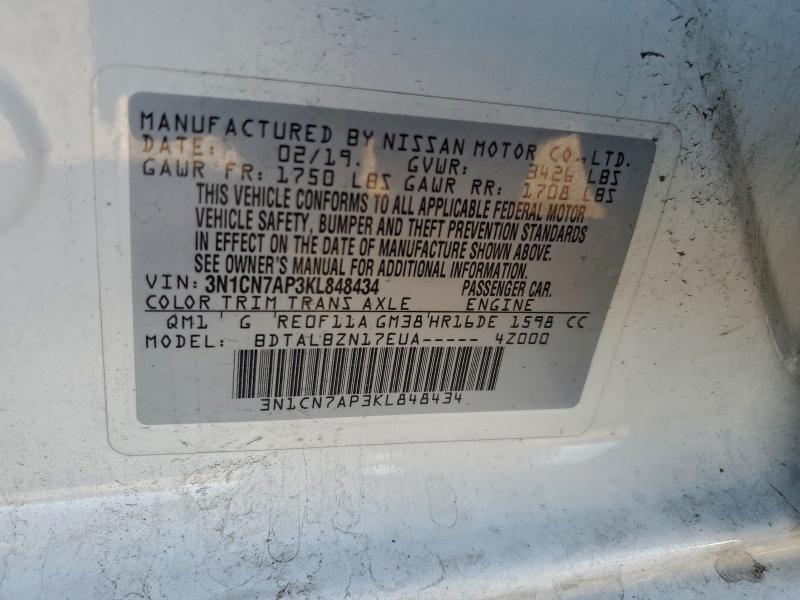 MANUFACTURED BY NISSAN MOTOR CO.,LTD.
DATE: 02/19. GVWR: 3426 LBS
GAWR FR: 1750 LBS GAWR RR: 1708 LBS
THIS VEHICLE CONFORMS TO ALL APPLICABLE FEDERAL MOTOR
VEHICLE SAFETY, BUMPER AND THEFT PREVENTION STANDARDS
IN EFFECT ON THE DATE OF MANUFACTURE SHOWN ABOVE.
SEE OWNER'S MANUAL FOR ADDITIONAL INFORMATION.
VIN: 3N1CN7AP3KL848434 PASSENGER CAR.
COLOR TRIM TRANS AXLE ENGINE
QM1 G RE0F11A GM38 HR16DE 1598 CC
MODEL: BDTALBZN17EUA----- 4Z000
3N1CN7AP3KL848434